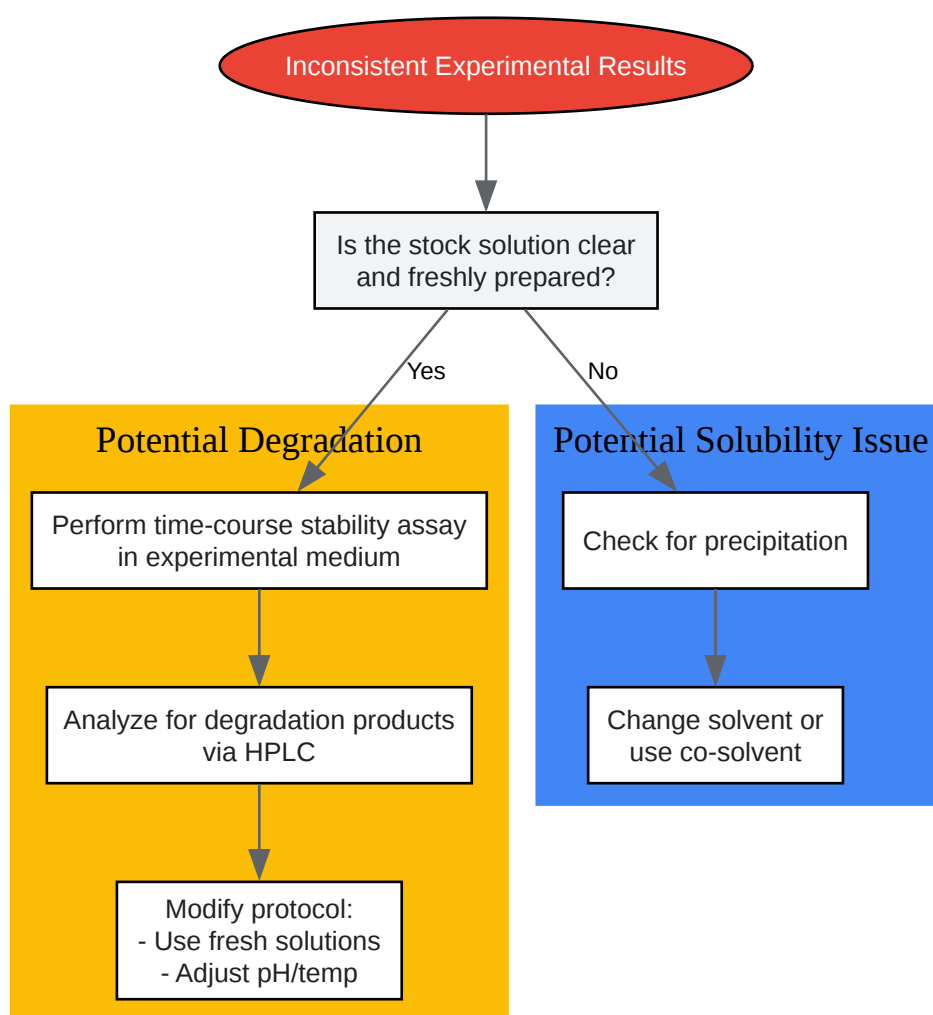 Inconsistent Experimental Results
Is the stock solution clear
and freshly prepared?
Yes
No
Potential Degradation
Perform time-course stability assay
in experimental medium
Analyze for degradation products
via HPLC
Modify protocol:
- Use fresh solutions
- Adjust pH/temp
Potential Solubility Issue
Check for precipitation
Change solvent or
use co-solvent